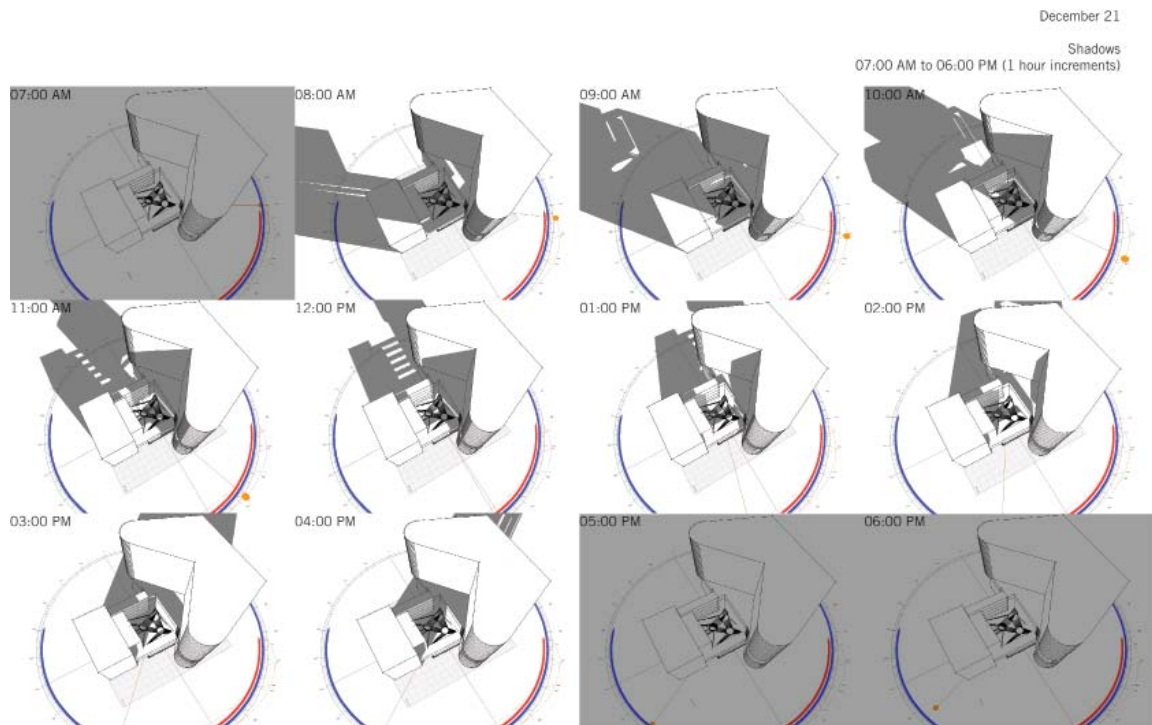 December 21
Shadows
07:00 AM to 06:00 PM (1 hour increments)
07:00 AM
08:00 AM
09:00 AM
10:00 AM
11:00 AM
12:00 PM
01:00 PM
02:00 PM
03:00 PM
04:00 PM
05:00 PM
06:00 PM